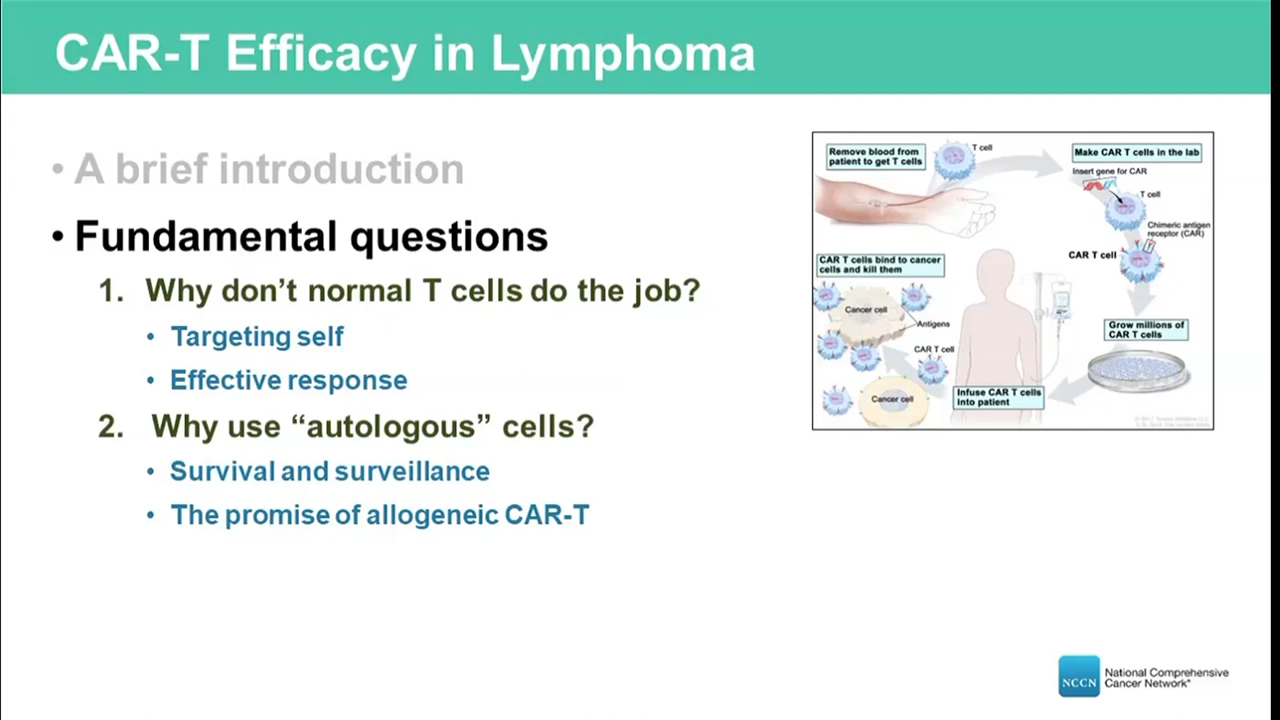 CAR-T Efficacy in Lymphoma
• A brief introduction
• Fundamental questions
1. Why don’t normal T cells do the job?
• Targeting self
• Effective response
2. Why use “autologous” cells?
• Survival and surveillance
• The promise of allogeneic CAR-T
Remove blood from
patient to get T cells
T cell
Make CAR T cells in the lab
Insert gene for CAR
T cell
Chimeric antigen
receptor (CAR)
CAR T cell
Grow millions of
CAR T cells
Infuse CAR T cells
into patient
CAR T cells bind to cancer
cells and kill them
Cancer cell
Antigens
CAR T cell
Cancer cell
NCCN
National Comprehensive
Cancer Network®